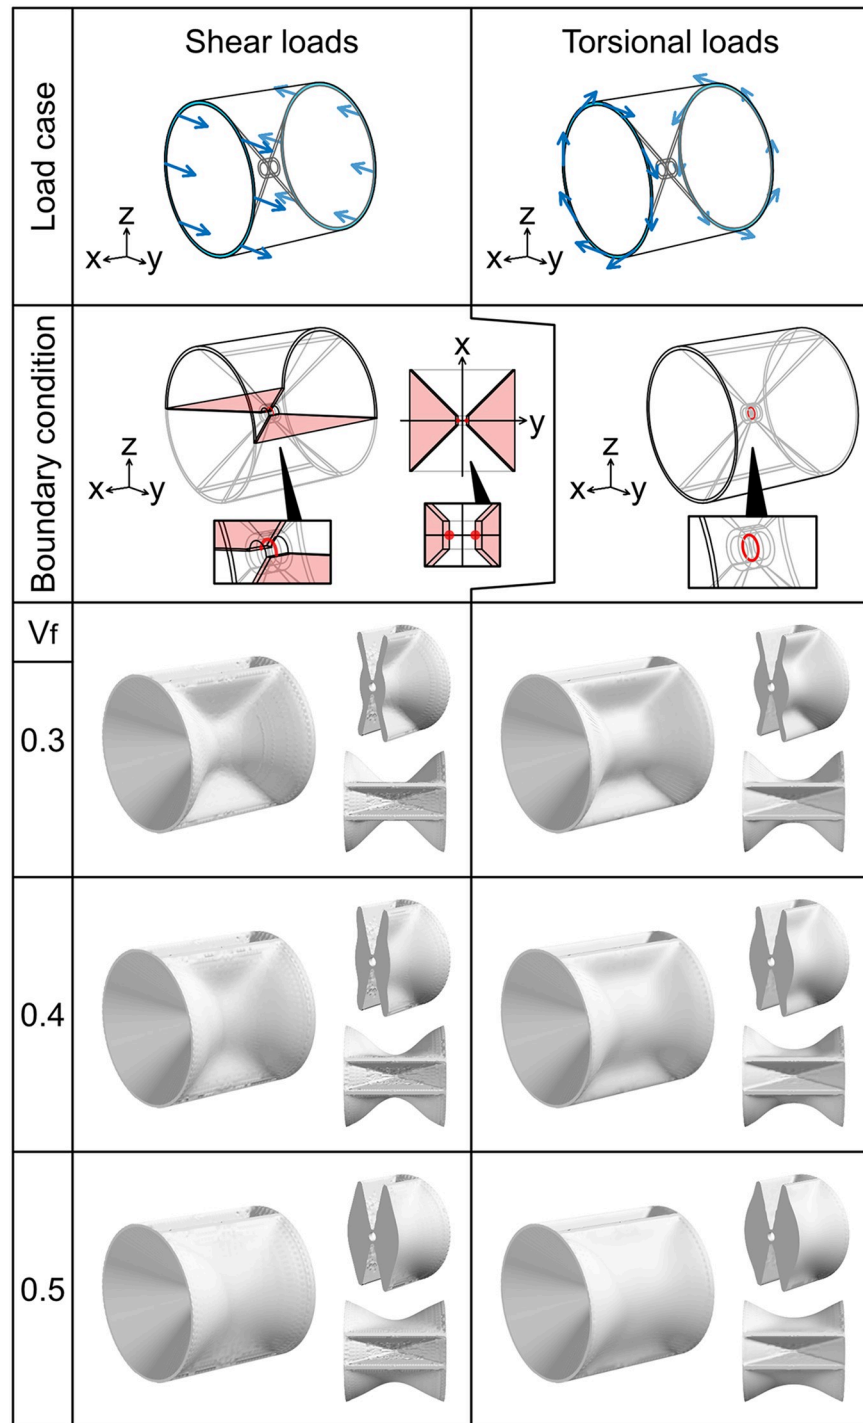 Shear loads
Torsional loads
Load case
z
x
y
z
x
y
Boundary condition
x
y
z
x
y
z
x
y
Vf
0.3
0.4
0.5